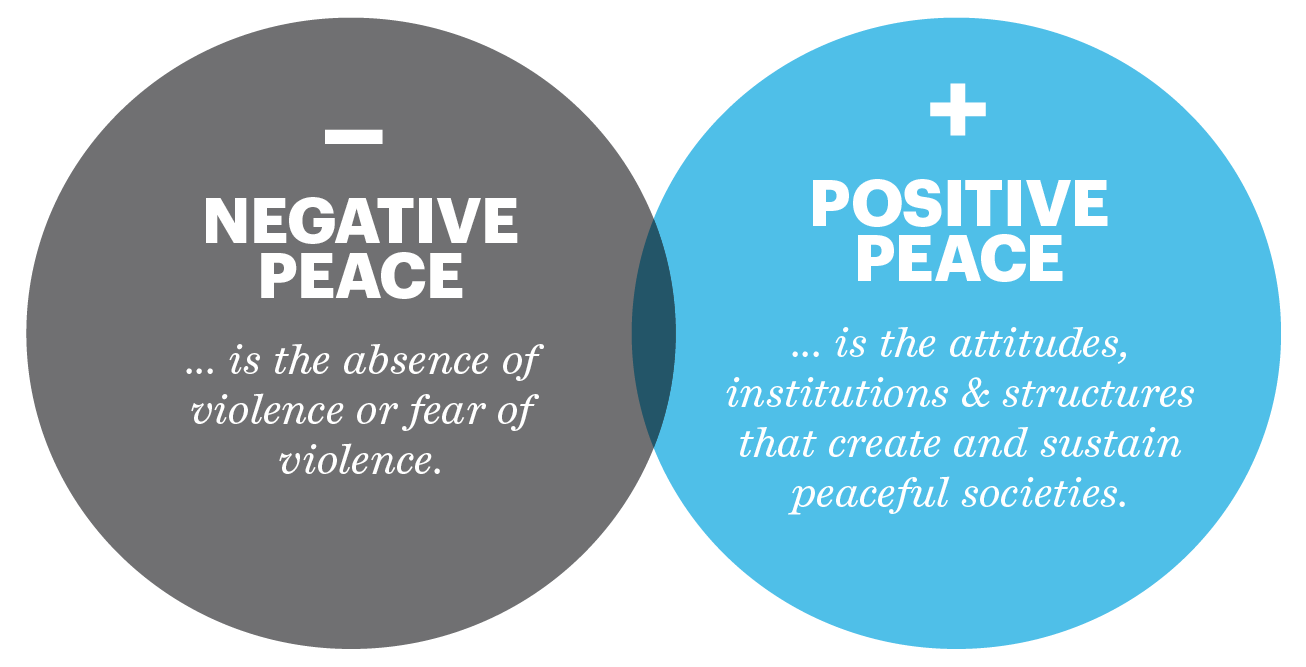 −
NEGATIVE
PEACE
... is the absence of
violence or fear of
violence.
+
POSITIVE
PEACE
... is the attitudes,
institutions & structures
that create and sustain
peaceful societies.